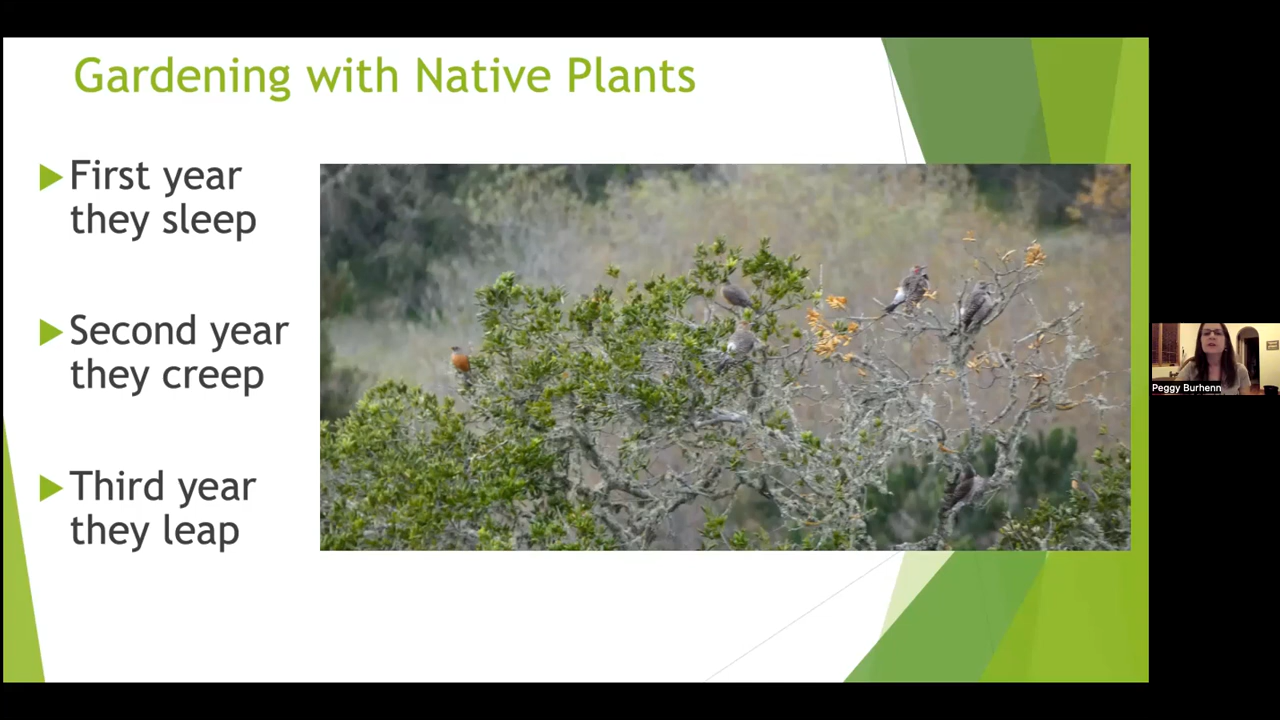 Gardening with Native Plants
First year
they sleep
Second year
they creep
Third year
they leap
Peggy Burhenn